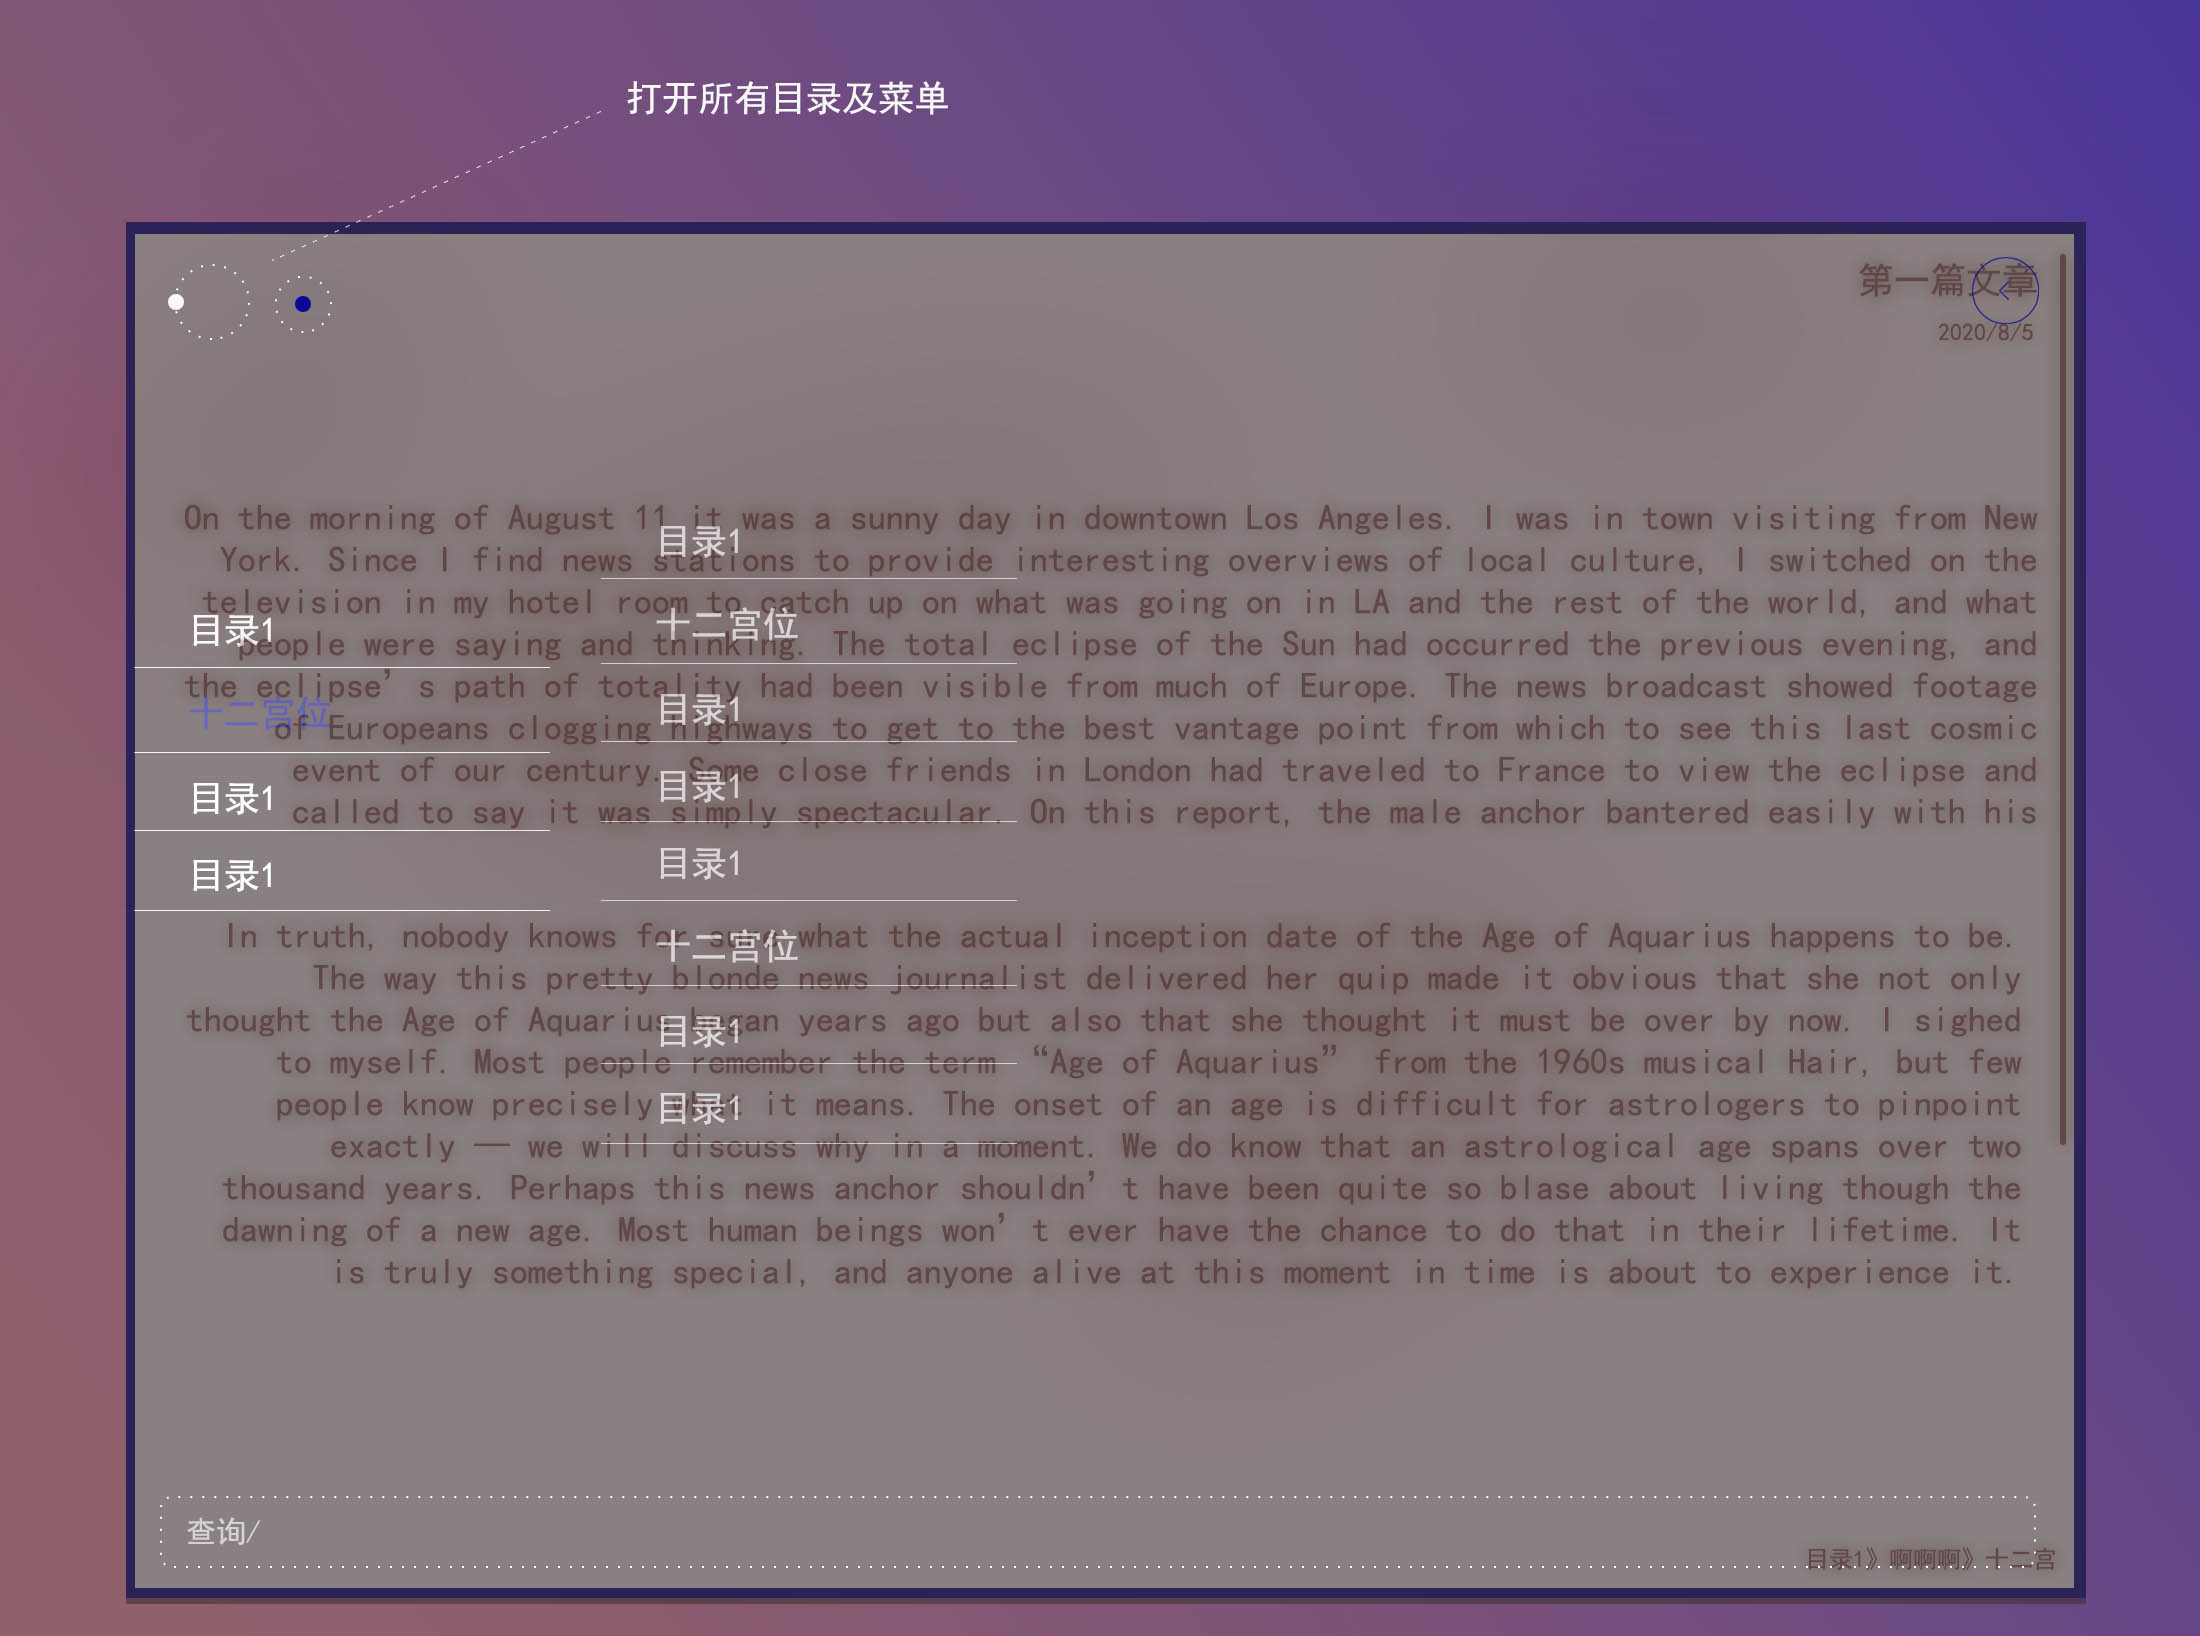 打开所有目录及菜单
第一篇文章
2020/8/5
On the morning of August 11 it was a sunny day in downtown Los Angeles. I was in town visiting from New
York. Since I find news stations to provide interesting overviews of local culture, I switched on the
television in my hotel room to catch up on what was going on in LA and the rest of the world, and what
people were saying and thinking. The total eclipse of the Sun had occurred the previous evening, and
the eclipse’s path of totality had been visible from much of Europe. The news broadcast showed footage
of Europeans clogging highways to get to the best vantage point from which to see this last cosmic
event of our century. Some close friends in London had traveled to France to view the eclipse and
called to say it was simply spectacular. On this report, the male anchor bantered easily with his
In truth, nobody knows for sure what the actual inception date of the Age of Aquarius happens to be.
The way this pretty blonde news journalist delivered her quip made it obvious that she not only
thought the Age of Aquarius began years ago but also that she thought it must be over by now. I sighed
to myself. Most people remember the term “Age of Aquarius” from the 1960s musical Hair, but few
people know precisely what it means. The onset of an age is difficult for astrologers to pinpoint
exactly — we will discuss why in a moment. We do know that an astrological age spans over two
thousand years. Perhaps this news anchor shouldn’t have been quite so blase about living though the
dawning of a new age. Most human beings won’t ever have the chance to do that in their lifetime. It
is truly something special, and anyone alive at this moment in time is about to experience it.
目录1
十二宫位
目录1
目录1
目录1
十二宫位
目录1
目录1
目录1
十二宫位
目录1
目录1
查询/
目录1》啊啊啊》十二宫